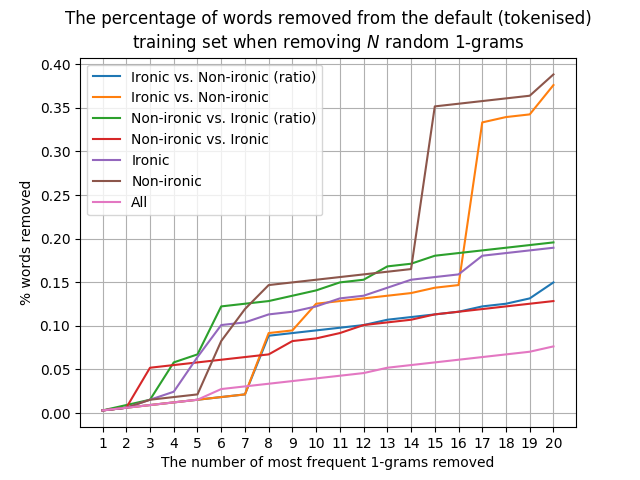 The percentage of words removed from the default (tokenised)
training set when removing N random 1-grams
% words removed
0.40
0.35
0.30
0.25
0.20
0.15
0.10
0.05
0.00
Ironic vs. Non-ironic (ratio)
Ironic vs. Non-ironic
Non-ironic vs. Ironic (ratio)
Non-ironic vs. Ironic
Ironic
Non-ironic
All
1 2 3 4 5 6 7 8 9 10 11 12 13 14 15 16 17 18 19 20
The number of most frequent 1-grams removed